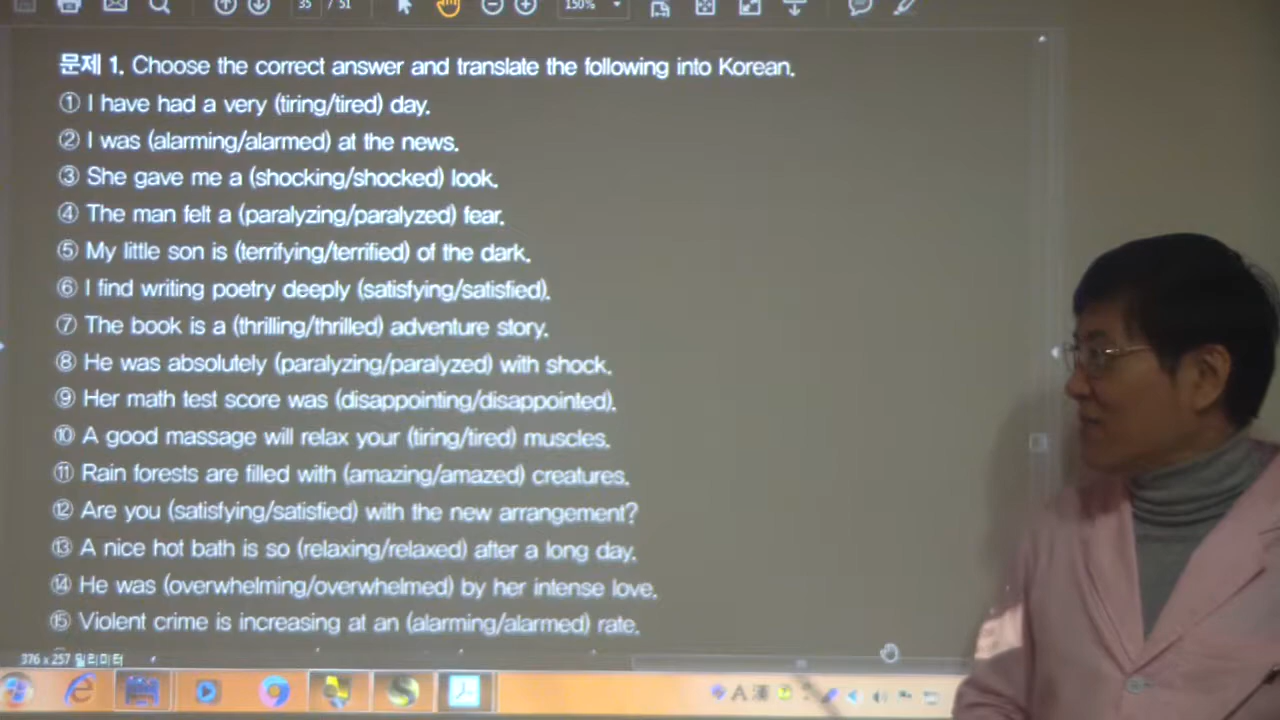 35 / 51 150%
문제 1. Choose the correct answer and translate the following into Korean.
① I have had a very (tiring/tired) day.
② I was (alarming/alarmed) at the news.
③ She gave me a (shocking/shocked) look.
④ The man felt a (paralyzing/paralyzed) fear.
⑤ My little son is (terrifying/terrified) of the dark.
⑥ I find writing poetry deeply (satisfying/satisfied).
⑦ The book is a (thrilling/thrilled) adventure story.
⑧ He was absolutely (paralyzing/paralyzed) with shock.
⑨ Her math test score was (disappointing/disappointed).
⑩ A good massage will relax your (tiring/tired) muscles.
⑪ Rain forests are filled with (amazing/amazed) creatures.
⑫ Are you (satisfying/satisfied) with the new arrangement?
⑬ A nice hot bath is so (relaxing/relaxed) after a long day.
⑭ He was (overwhelming/overwhelmed) by her intense love.
⑮ Violent crime is increasing at an (alarming/alarmed) rate.
376 x 257 밀리미터
A 漢